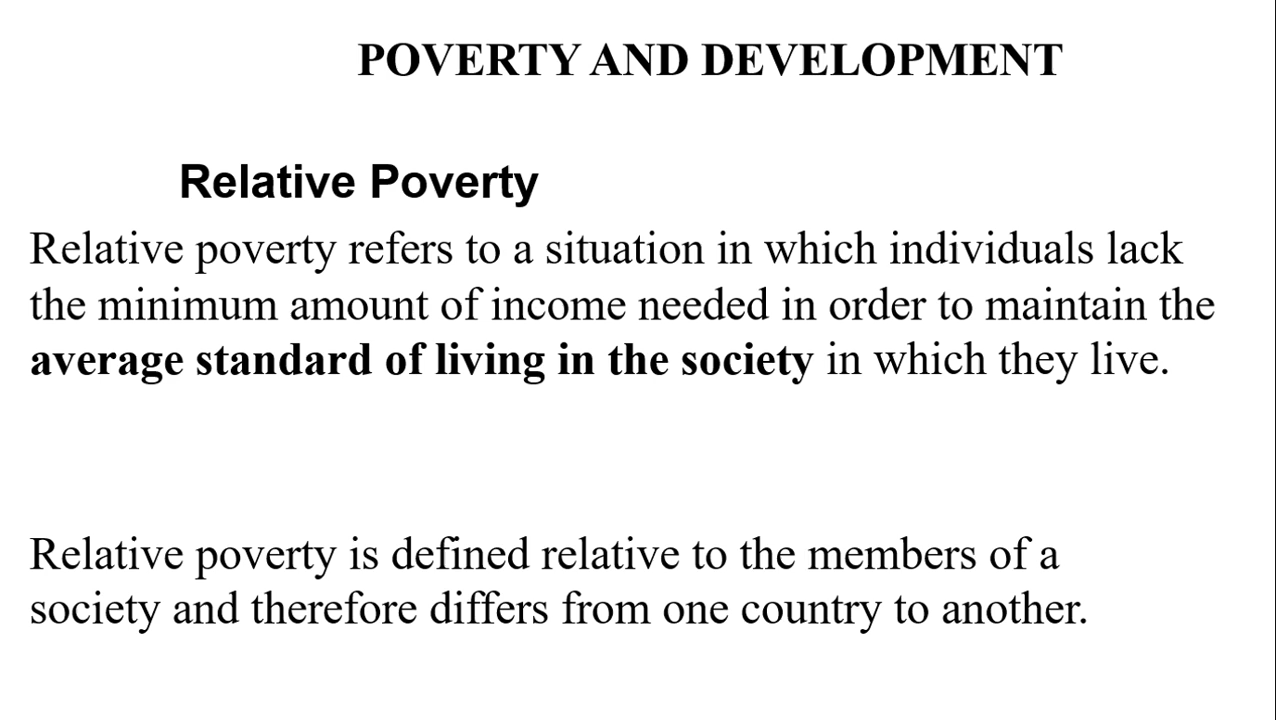 POVERTY AND DEVELOPMENT
Relative Poverty
Relative poverty refers to a situation in which individuals lack
the minimum amount of income needed in order to maintain the
average standard of living in the society in which they live.
Relative poverty is defined relative to the members of a
society and therefore differs from one country to another.